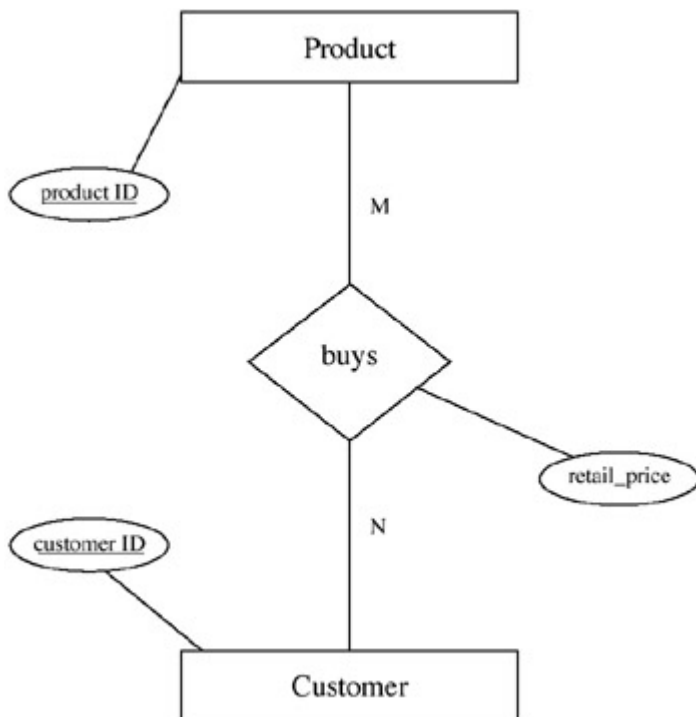 Product
product ID
M
buys
retail_price
customer ID
N
Customer